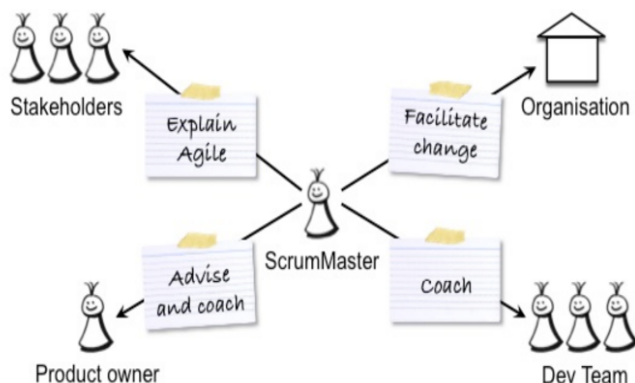 Stakeholders
Explain
Agile
Facilitate
change
Organisation
ScrumMaster
Advise
and coach
Coach
Product owner
Dev Team